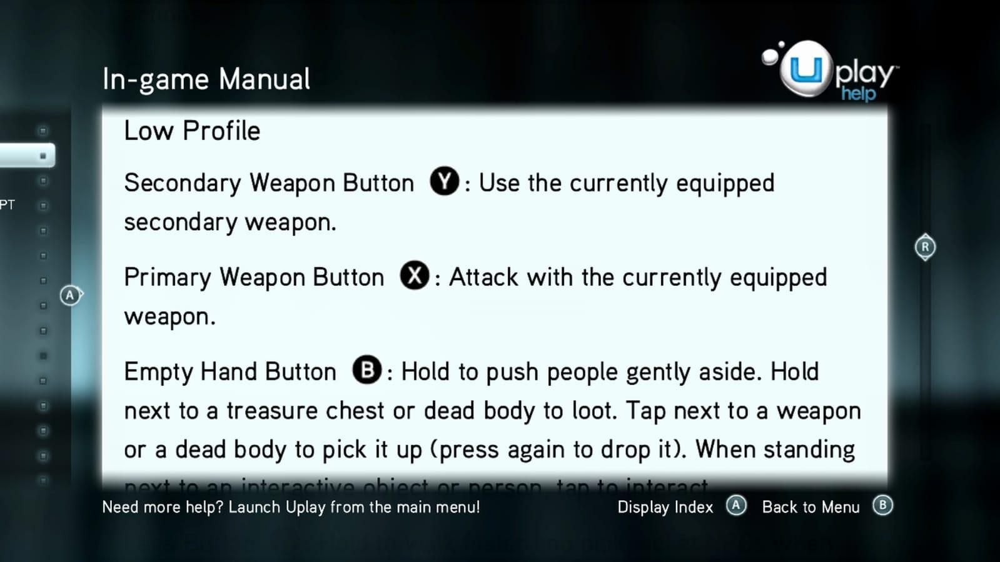 In-game Manual
Uplay™
help
Low Profile
Secondary Weapon Button Y : Use the currently equipped
secondary weapon.
PT
Primary Weapon Button X : Attack with the currently equipped
weapon.
R
A
Empty Hand Button B : Hold to push people gently aside. Hold
next to a treasure chest or dead body to loot. Tap next to a weapon
or a dead body to pick it up (press again to drop it). When standing
next to an interactive object or person, tap to interact.
Need more help? Launch Uplay from the main menu!
Display Index A Back to Menu B